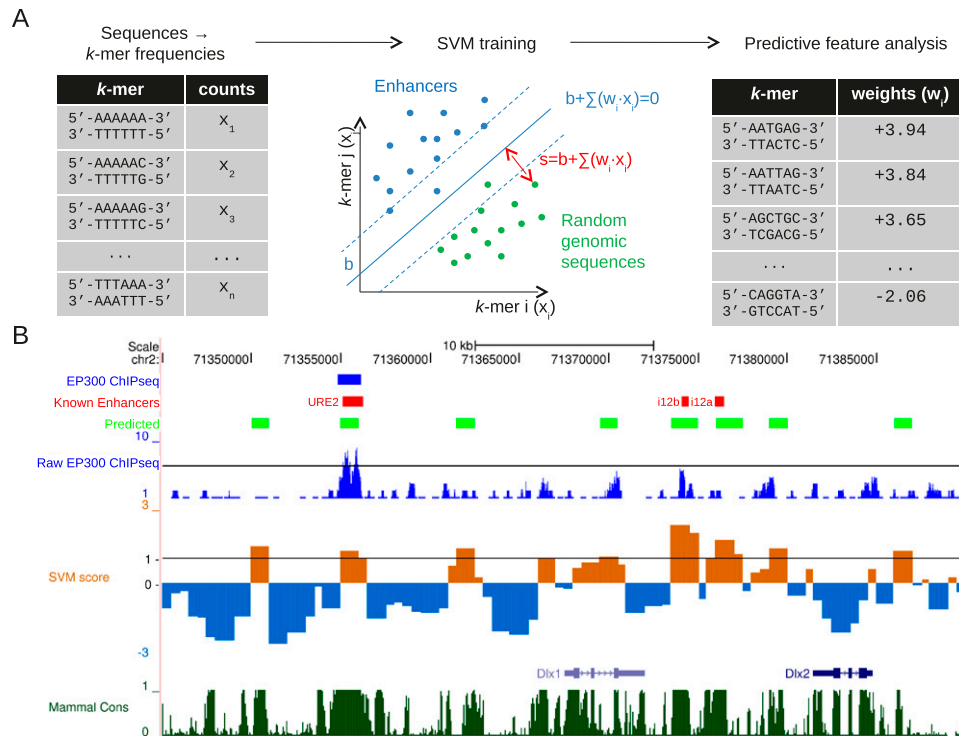 A
Sequences →
k-mer frequencies
SVM training
Predictive feature analysis
k-mer counts
5′-AAAAAA-3′
3′-TTTTTT-5′
x1
5′-AAAAAC-3′
3′-TTTTTG-5′
x2
5′-AAAAAG-3′
3′-TTTTTC-5′
x3
... ...
5′-TTTAAA-3′
3′-AAATTT-5′
xn
Enhancers
b+∑(wi·xi)=0
s=b+∑(wi·xi)
Random
genomic
sequences
b
k-mer j (xj)
k-mer i (xi)
k-mer weights (wi)
5′-AATGAG-3′
3′-TTACTC-5′
+3.94
5′-AATTAG-3′
3′-TTAATC-5′
+3.84
5′-AGCTGC-3′
3′-TCGACG-5′
+3.65
... ...
5′-CAGGTA-3′
3′-GTCCAT-5′
-2.06
B
Scale 10 kb
chr2: 71350000 71355000 71360000 71365000 71370000 71375000 71380000 71385000
EP300 ChIPseq
Known Enhancers URE2 i12b i12a
Predicted
10
Raw EP300 ChIPseq
1
3
1
SVM score
0
-3
Dlx1 Dlx2
1
Mammal Cons
0